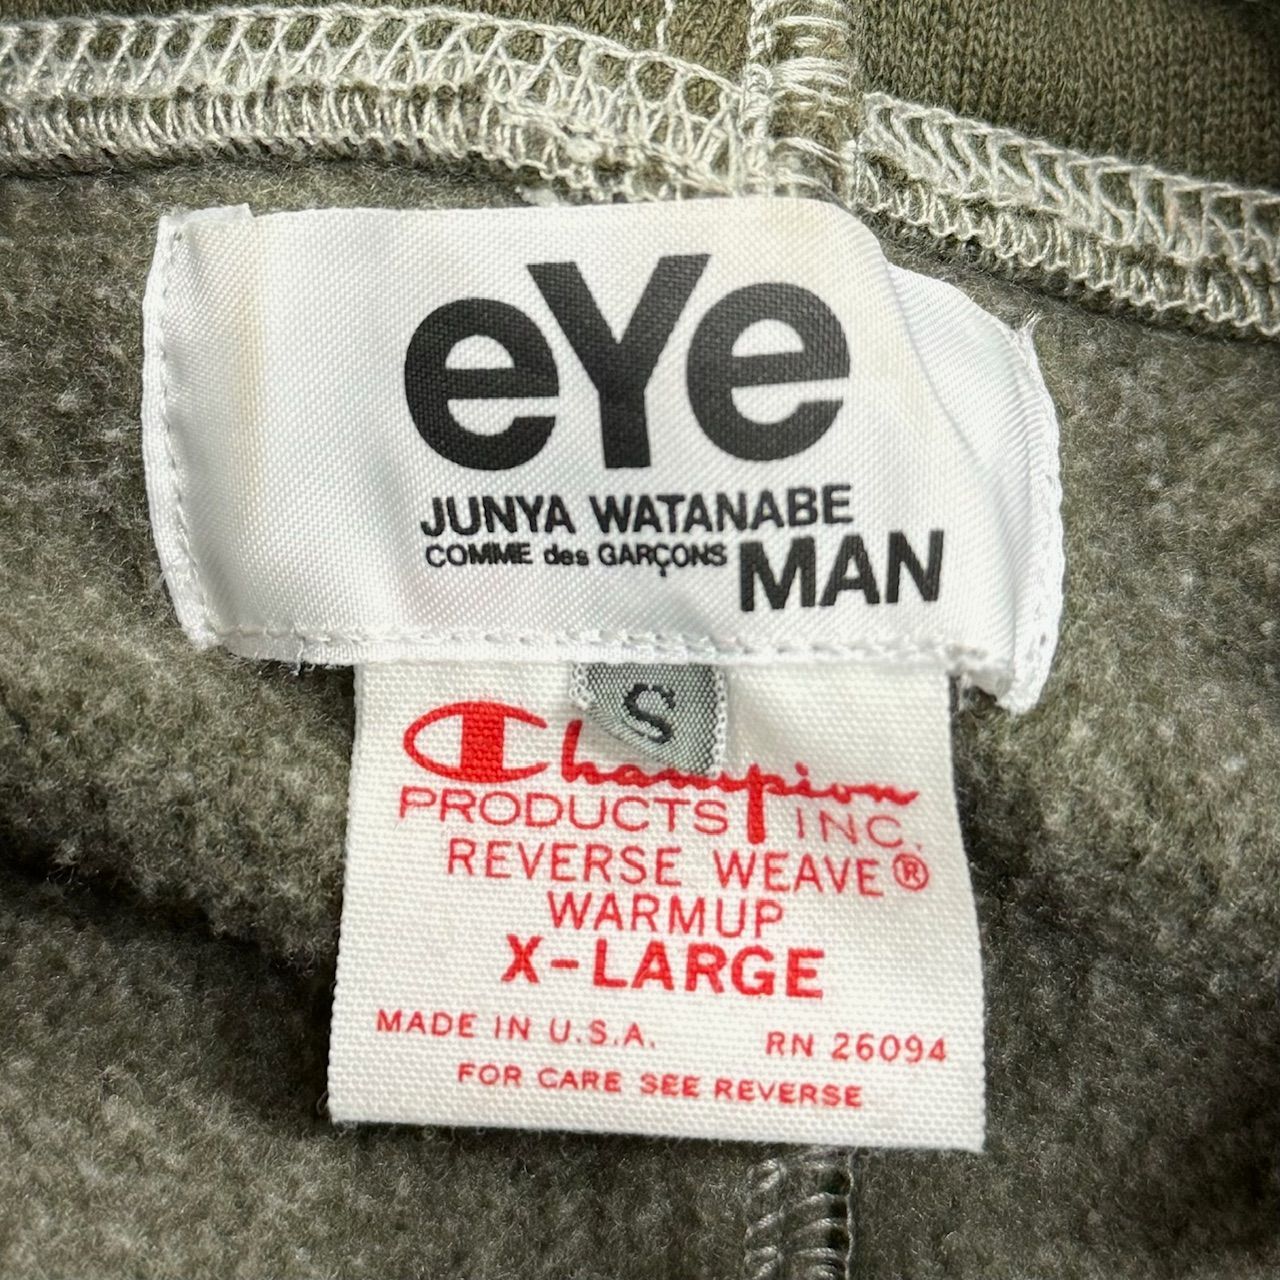 eYe
JUNYA WATANABE
COMME des GARÇONS MAN
S
Champion
PRODUCTS INC.
REVERSE WEAVE®
WARMUP
X-LARGE
MADE IN U.S.A. RN 26094
FOR CARE SEE REVERSE